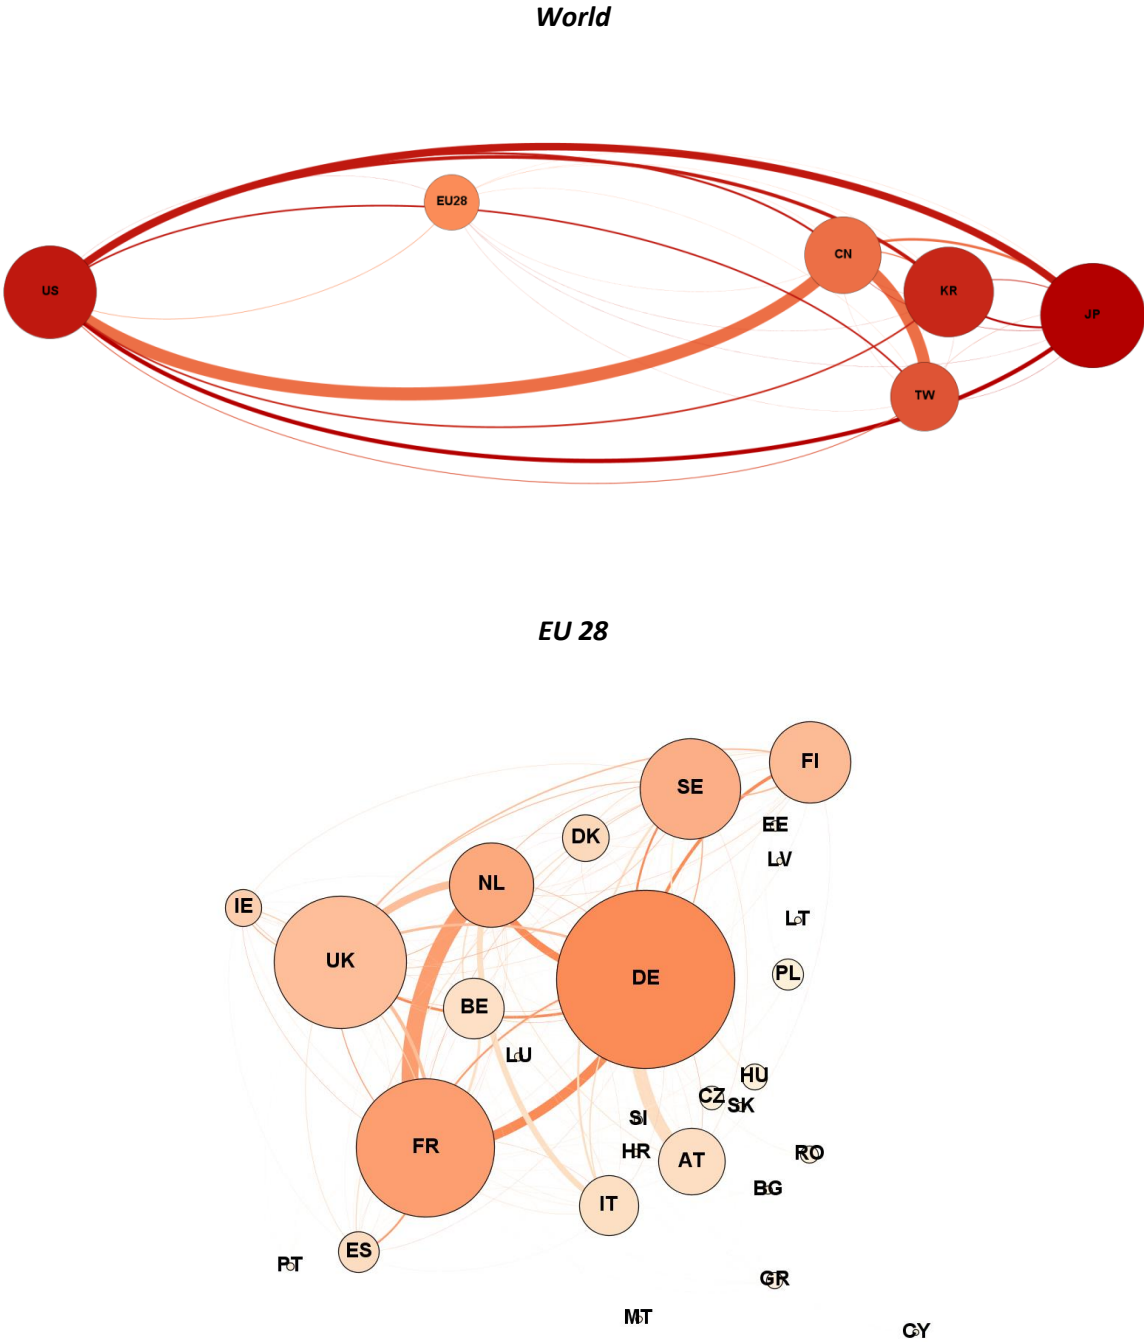 World
EU28
CN
US
KR
JP
TW
EU 28
FI
SE
EE
DK
LV
NL
IE
LT
UK
PL
DE
BE
LU
HU
CZ
SK
SI
FR
HR
AT
RO
BG
IT
ES
PT
GR
MT
CY